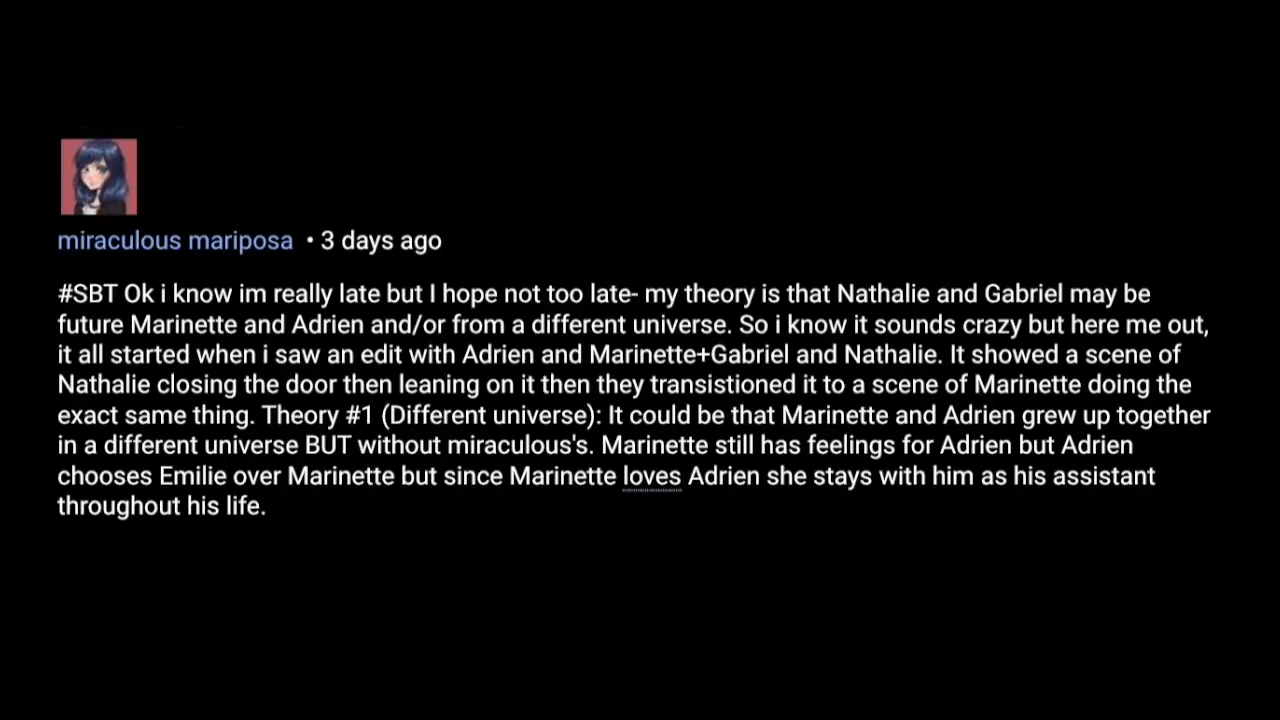 miraculous mariposa • 3 days ago
#SBT Ok i know im really late but I hope not too late- my theory is that Nathalie and Gabriel may be
future Marinette and Adrien and/or from a different universe. So i know it sounds crazy but here me out,
it all started when i saw an edit with Adrien and Marinette+Gabriel and Nathalie. It showed a scene of
Nathalie closing the door then leaning on it then they transistioned it to a scene of Marinette doing the
exact same thing. Theory #1 (Different universe): It could be that Marinette and Adrien grew up together
in a different universe BUT without miraculous's. Marinette still has feelings for Adrien but Adrien
chooses Emilie over Marinette but since Marinette loves Adrien she stays with him as his assistant
throughout his life.